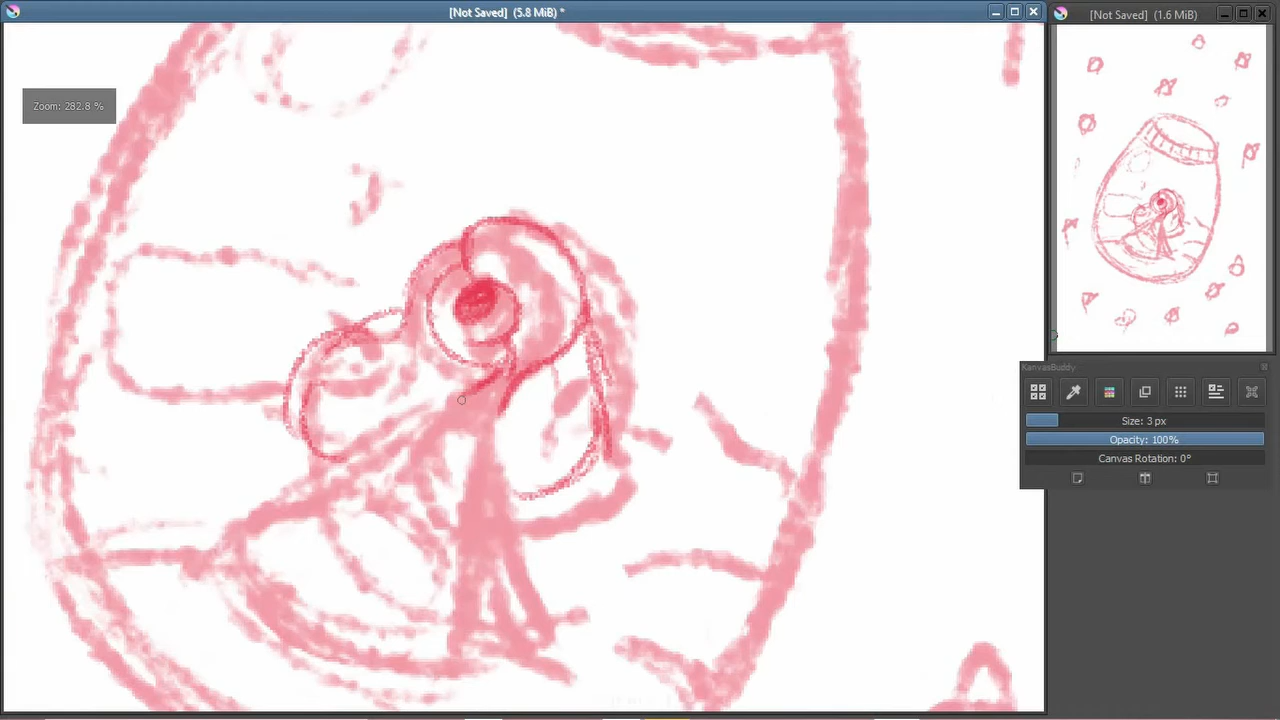 [Not Saved] (5.8 MiB) *
[Not Saved] (1.6 MiB)
Zoom: 282.8 %
KanvasBuddy
Size: 3 px
Opacity: 100%
Canvas Rotation: 0°